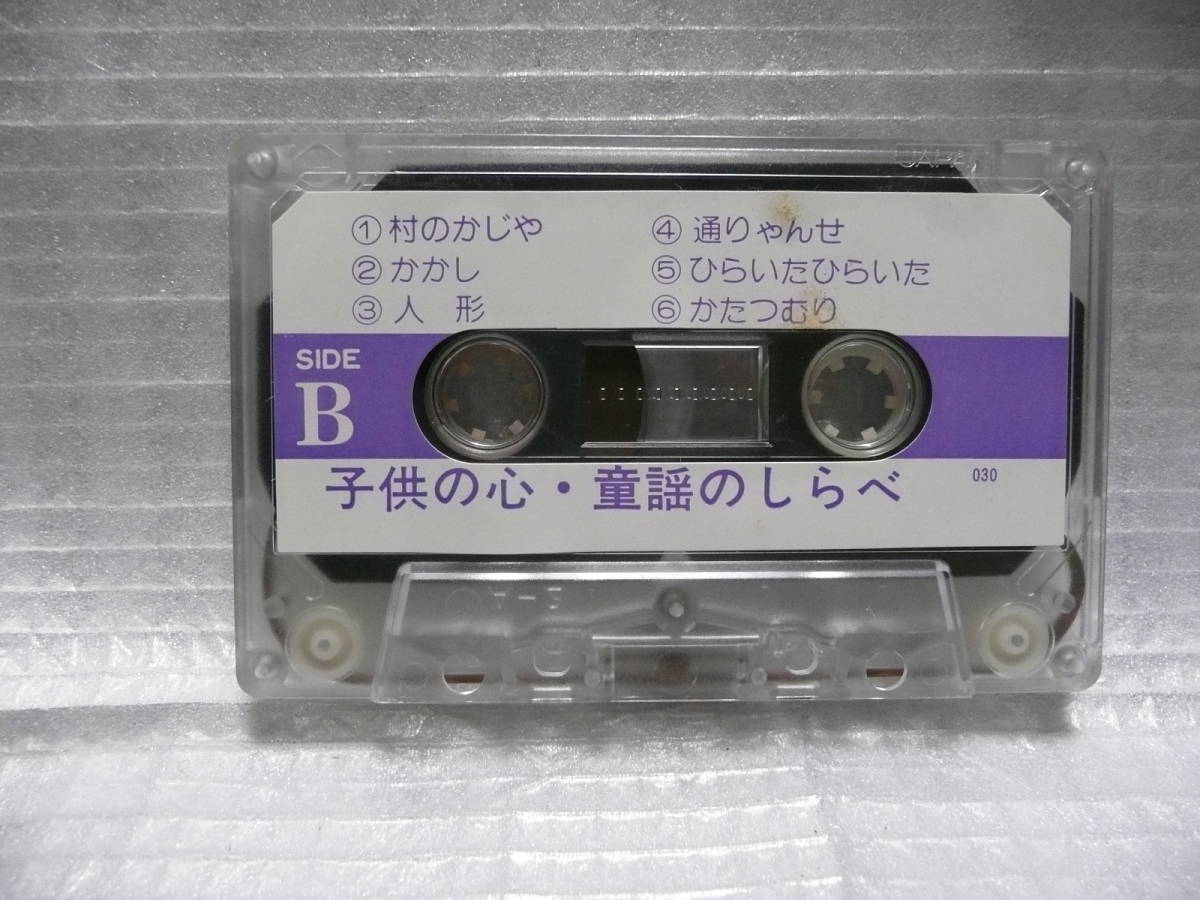 JAPAN
①村のかじや
②かかし
③人 形
④通りゃんせ
⑤ひらいたひらいた
⑥かたつむり
SIDE
B
子供の心・童謡のしらべ
030